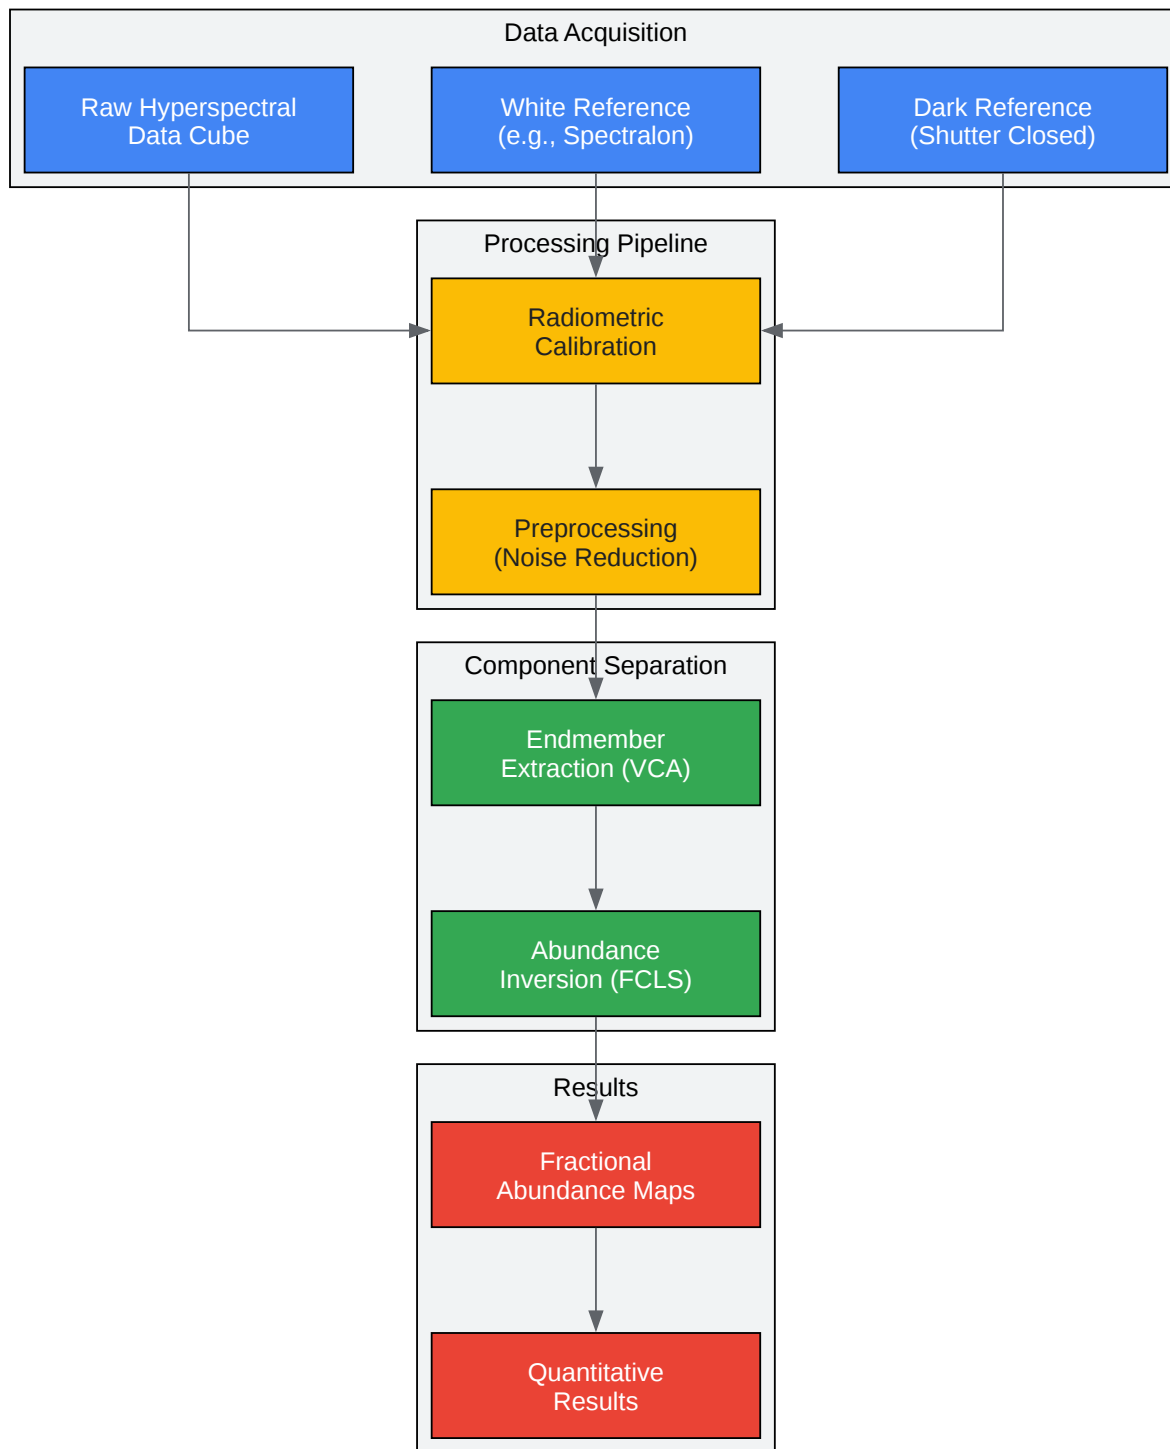 Data Acquisition
Raw Hyperspectral
Data Cube
White Reference
(e.g., Spectralon)
Dark Reference
(Shutter Closed)
Processing Pipeline
Radiometric
Calibration
Preprocessing
(Noise Reduction)
Component Separation
Endmember
Extraction (VCA)
Abundance
Inversion (FCLS)
Results
Fractional
Abundance Maps
Quantitative
Results